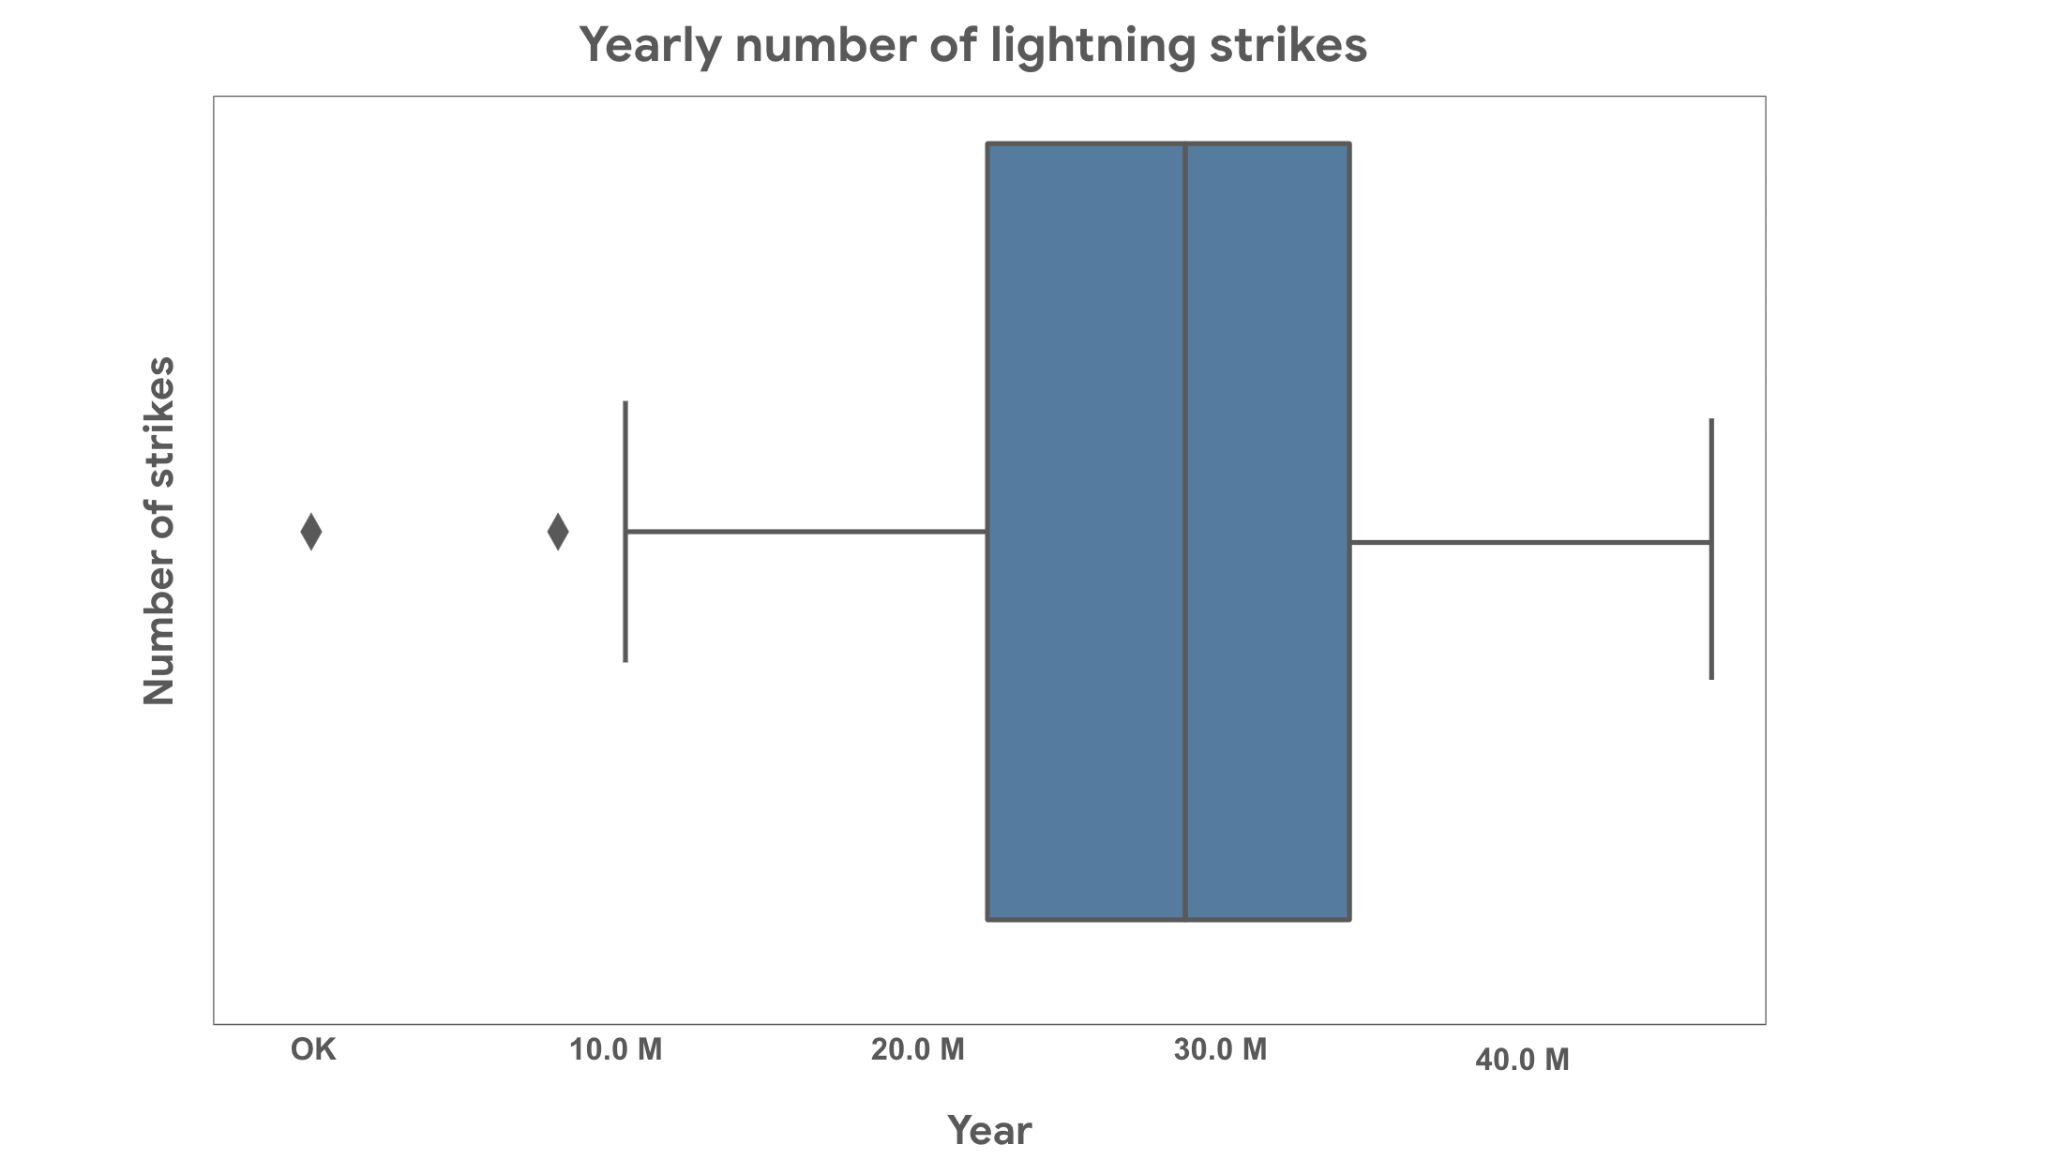 Yearly number of lightning strikes
Number of strikes
OK
10.0 M
20.0 M
30.0 M
40.0 M
Year